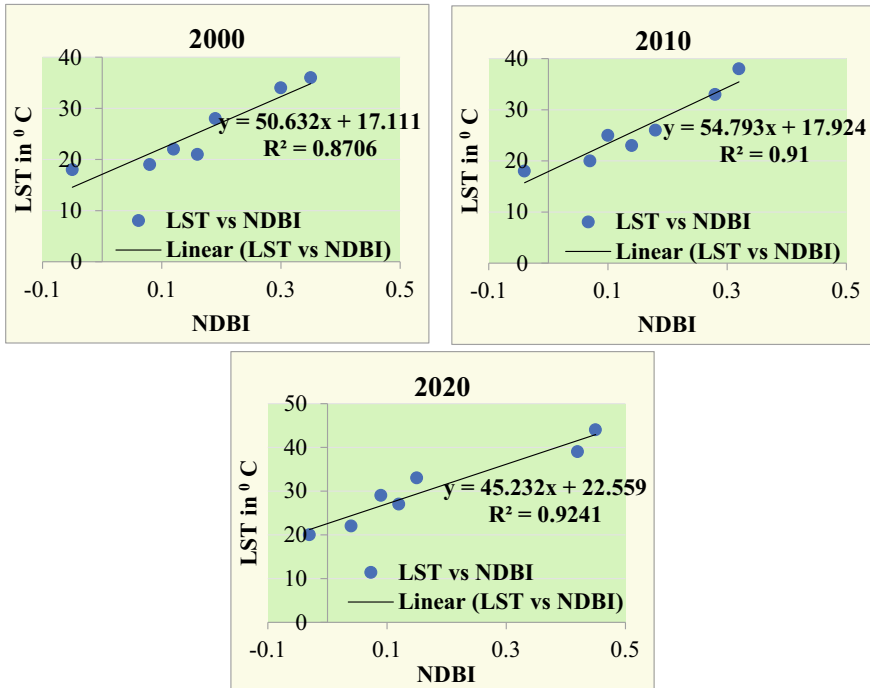 2000
40
30
20
10
0
LST in ⁰ C
y = 50.632x + 17.111
R² = 0.8706
LST vs NDBI
Linear (LST vs NDBI)
-0.1
0.1
0.3
0.5
NDBI
2010
40
30
20
10
0
LST in ⁰ C
y = 54.793x + 17.924
R² = 0.91
LST vs NDBI
Linear (LST vs NDBI)
-0.1
0.1
0.3
0.5
NDBI
2020
50
40
30
20
10
0
LST in ⁰ C
y = 45.232x + 22.559
R² = 0.9241
LST vs NDBI
Linear (LST vs NDBI)
-0.1
0.1
0.3
0.5
NDBI